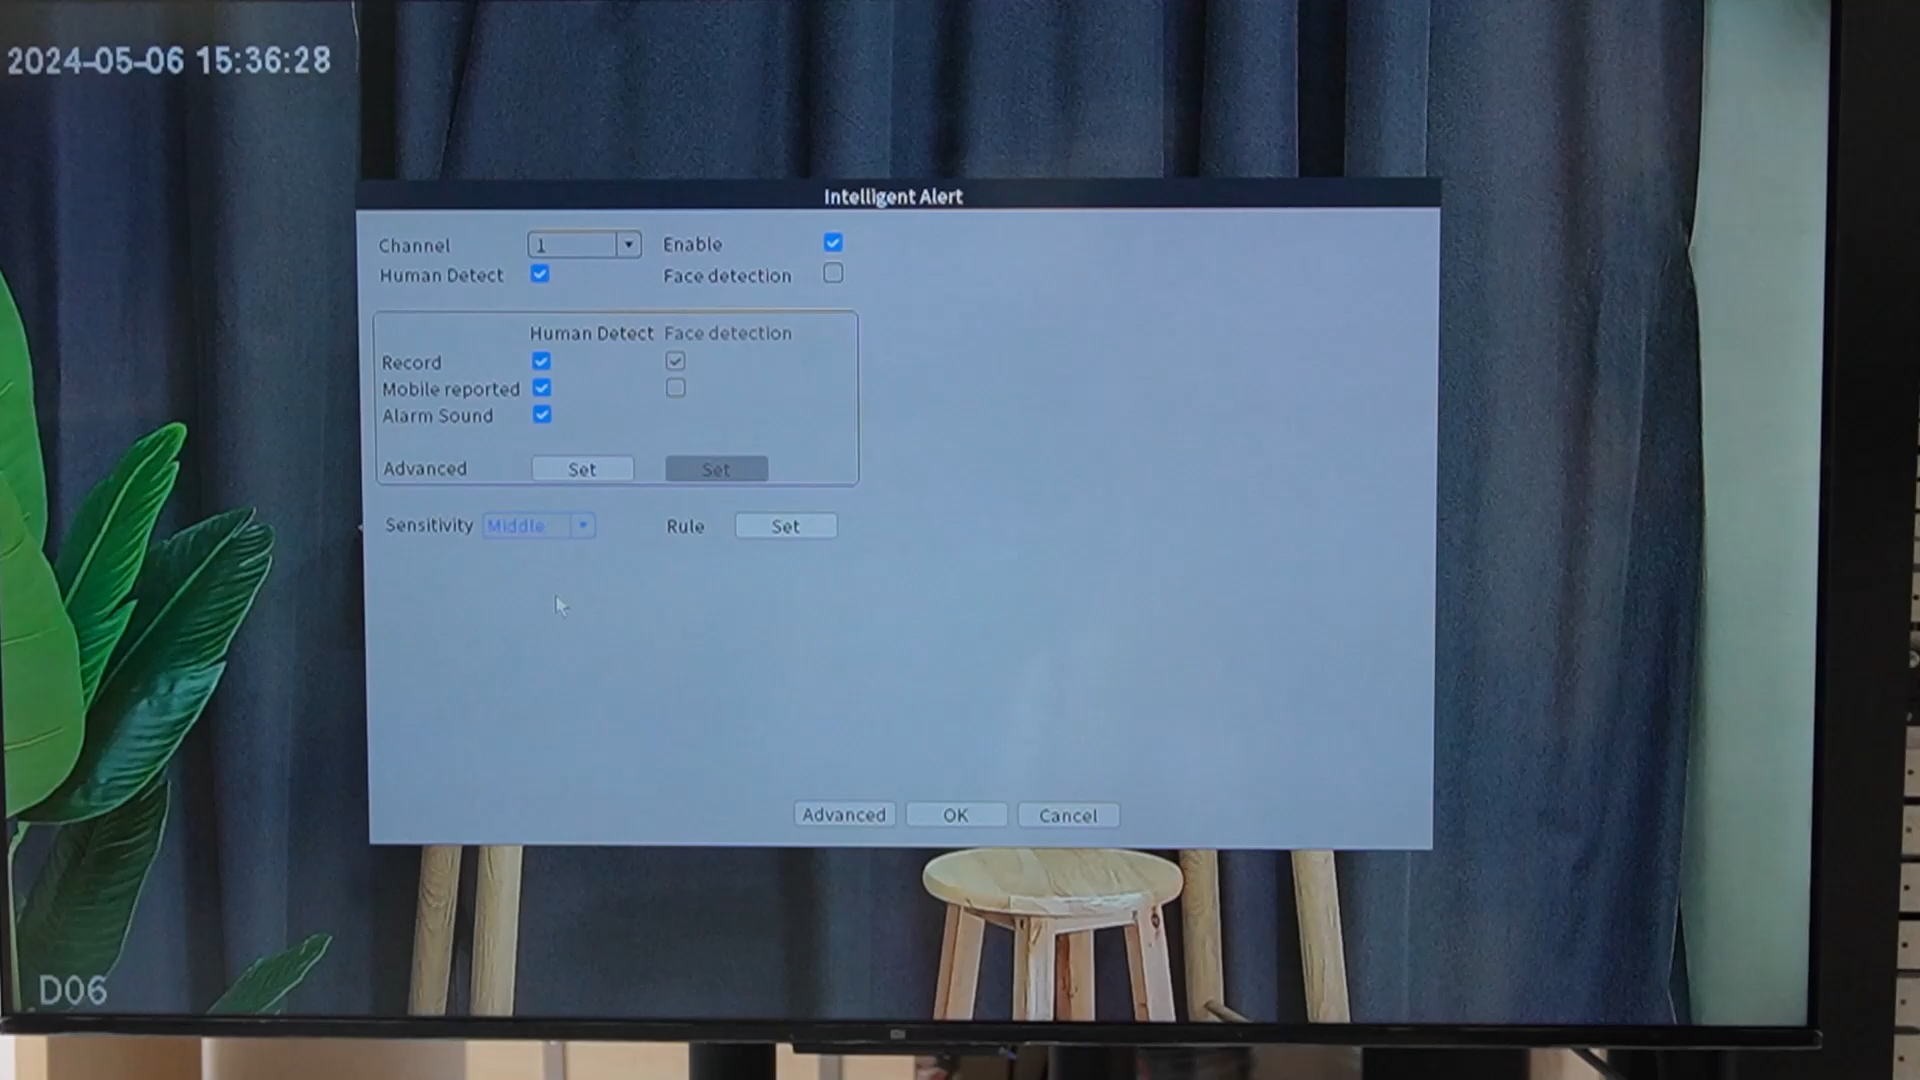 2024-05-06 15:36:28
Intelligent Alert
Channel 1 Enable
Human Detect Face detection
Human Detect Face detection
Record
Mobile reported
Alarm Sound
Advanced Set Set
Sensitivity Middle Rule Set
Advanced OK Cancel
D06